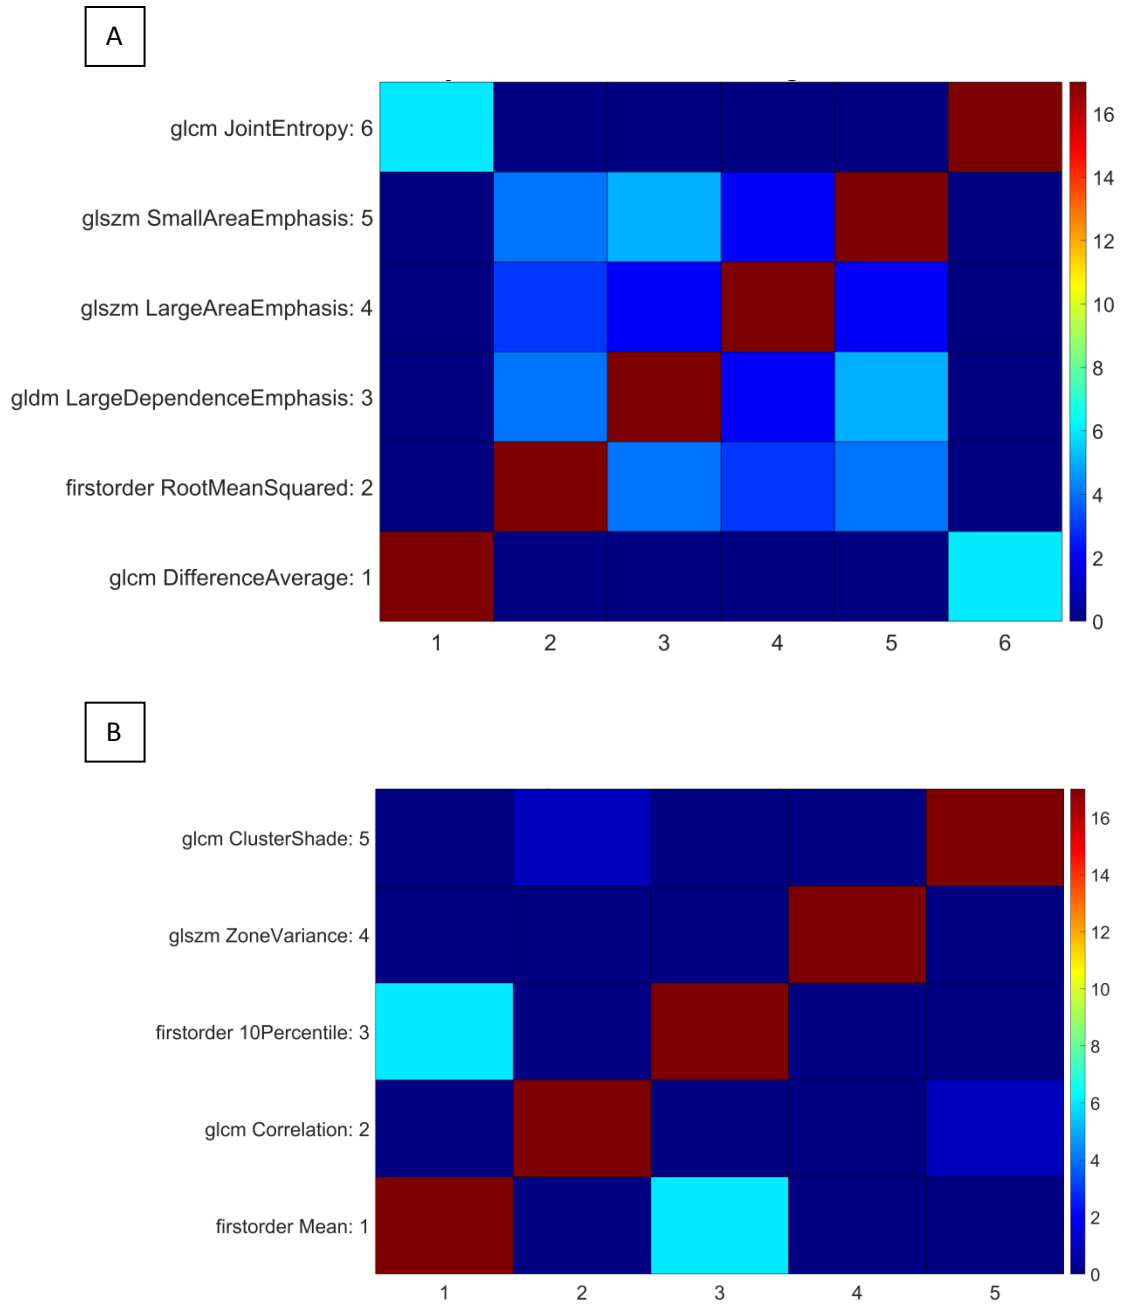 A
glcm JointEntropy: 6
glszm SmallAreaEmphasis: 5
glszm LargeAreaEmphasis: 4
gldm LargeDependenceEmphasis: 3
firstorder RootMeanSquared: 2
glcm DifferenceAverage: 1
1 2 3 4 5 6
16
14
12
10
8
6
4
2
0
B
glcm ClusterShade: 5
glszm ZoneVariance: 4
firstorder 10Percentile: 3
glcm Correlation: 2
firstorder Mean: 1
1 2 3 4 5
16
14
12
10
8
6
4
2
0